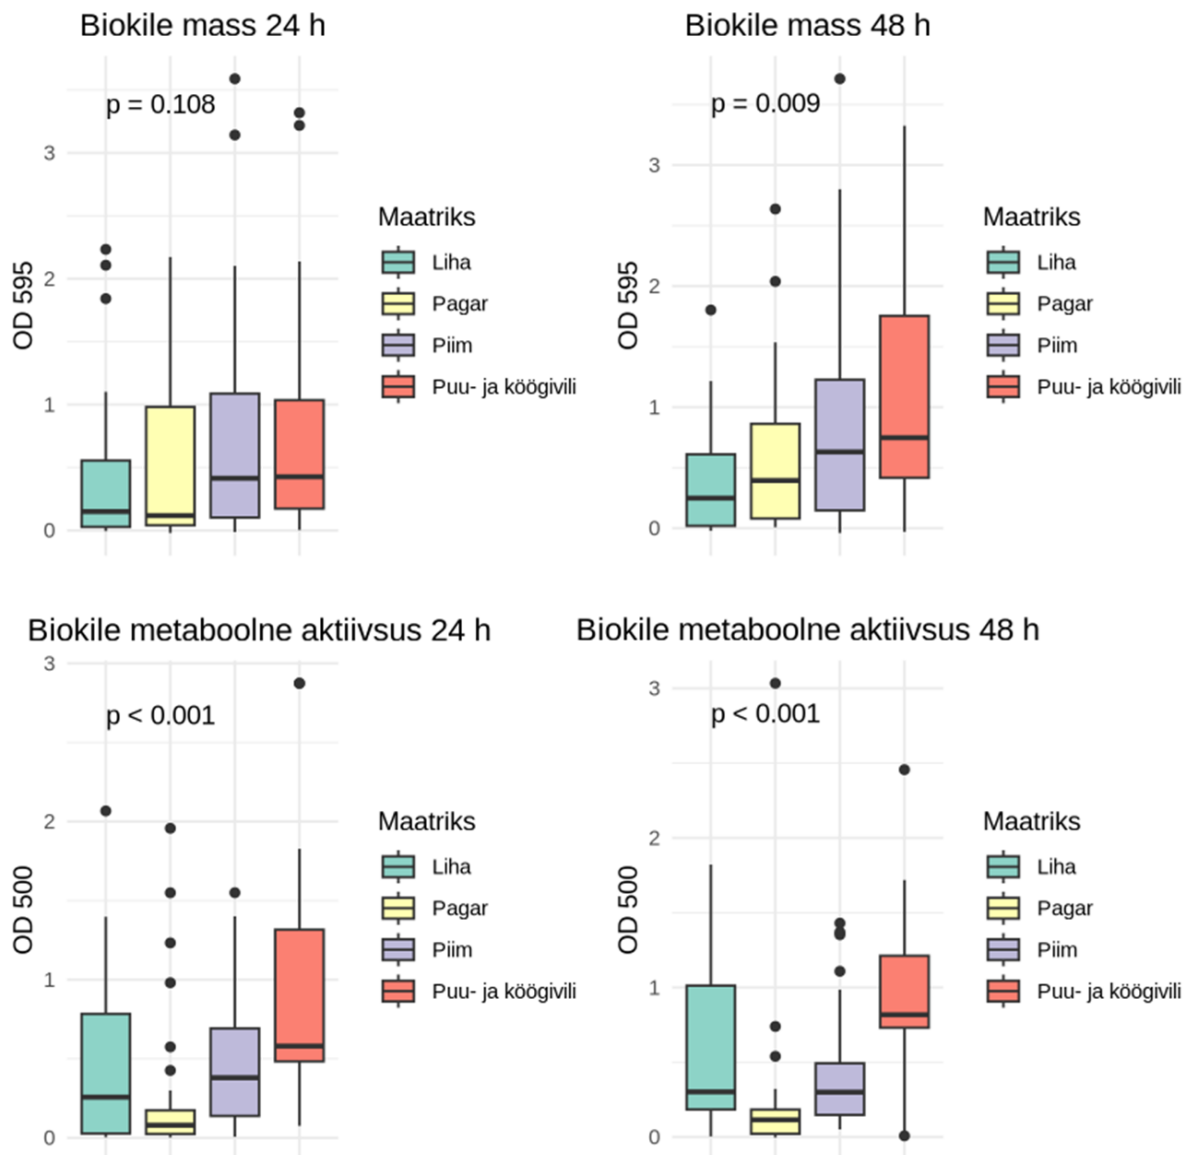 Biokile mass 24 h
p = 0.108
3
2
1
0
OD 595
Maatriks
Liha
Pagar
Piim
Puu- ja köögivili
Biokile mass 48 h
p = 0.009
3
2
1
0
OD 595
Maatriks
Liha
Pagar
Piim
Puu- ja köögivili
Biokile metaboolne aktiivsus 24 h
3
p < 0.001
2
1
0
OD 500
Maatriks
Liha
Pagar
Piim
Puu- ja köögivili
Biokile metaboolne aktiivsus 48 h
3
p < 0.001
2
1
0
OD 500
Maatriks
Liha
Pagar
Piim
Puu- ja köögivili